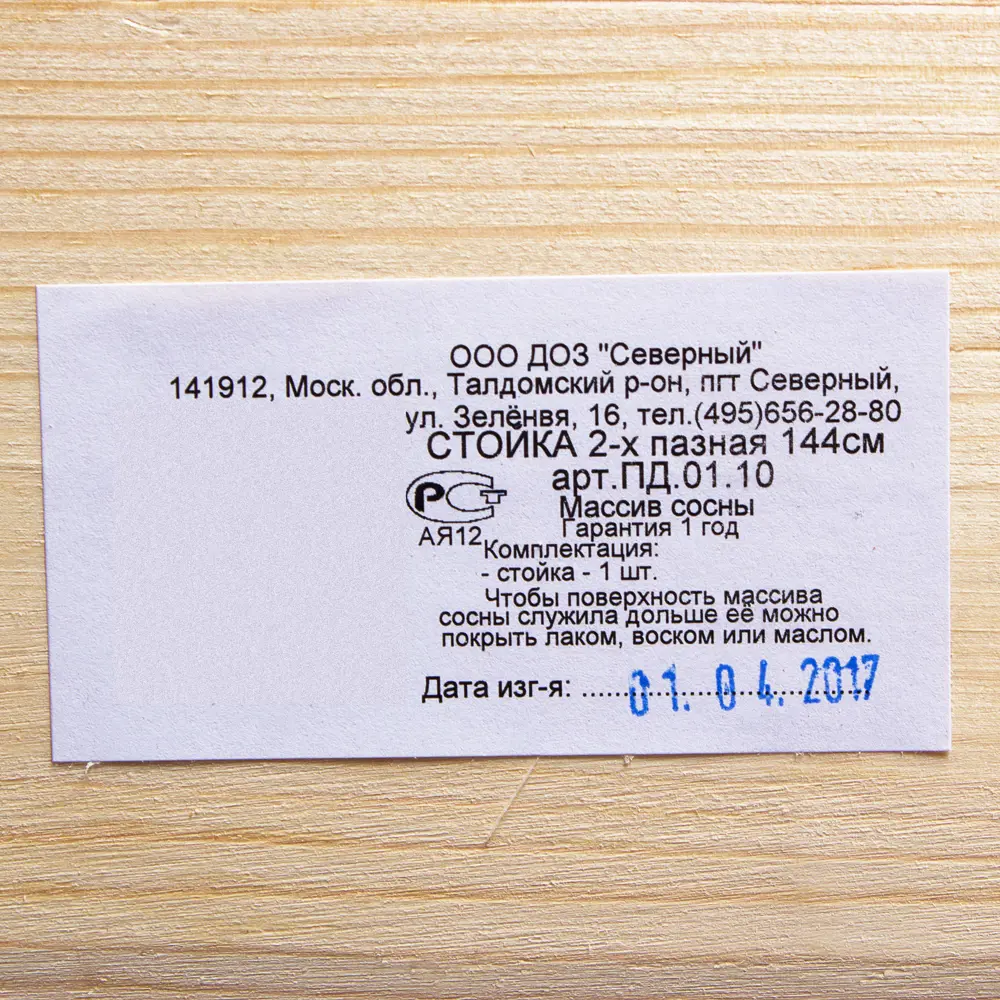 ООО ДОЗ "Северный"
141912, Моск. обл., Талдомский р-он, пгт Северный,
ул. Зелёнвя, 16, тел.(495)656-28-80
СТОЙКА 2-х пазная 144см
арт.ПД.01.10
РСТ
АЯ12
Массив сосны
Гарантия 1 год
Комплектация:
- стойка - 1 шт.
Чтобы поверхность массива
сосны служила дольше её можно
покрыть лаком, воском или маслом.
Дата изг-я: ........................ 01. 04. 2017